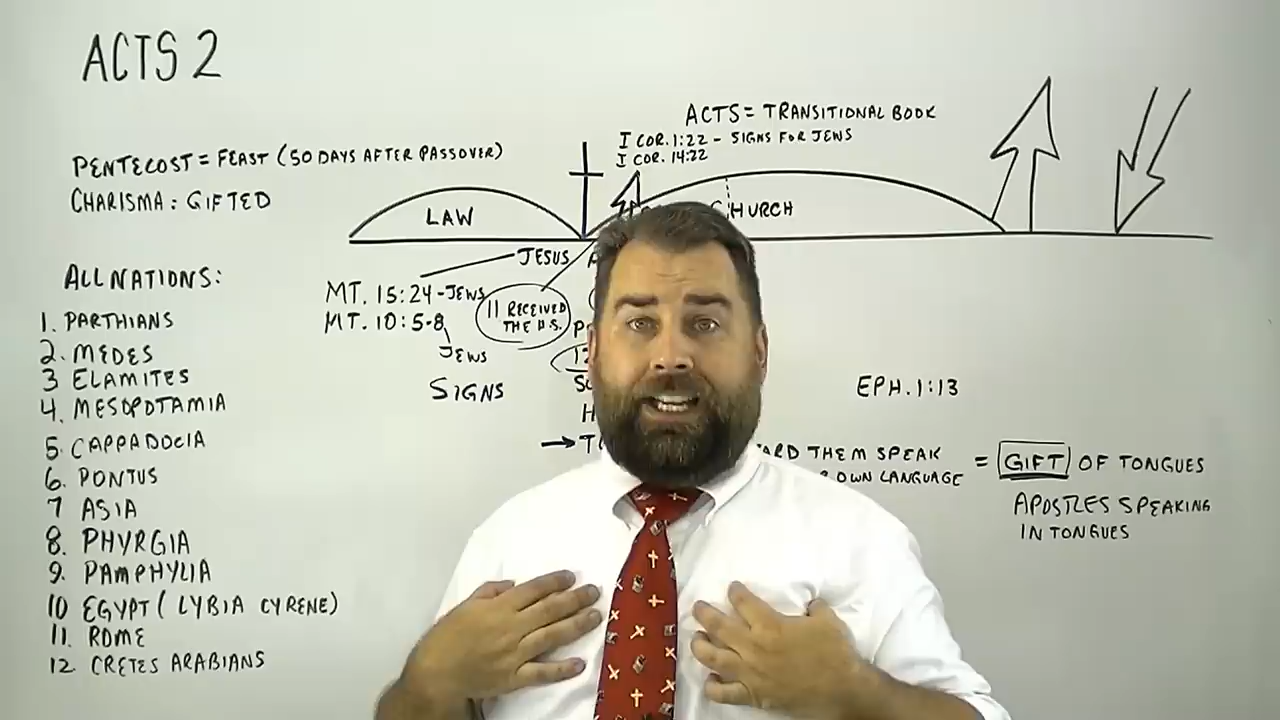 ACTS 2
ACTS = TRANSITIONAL BOOK
I COR. 1:22 - SIGNS FOR JEWS
I COR. 14:22
PENTECOST = FEAST (50 DAYS AFTER PASSOVER)
CHARISMA: GIFTED
LAW
HURCH
JESUS
ALL NATIONS:
1. PARTHIANS
2. MEDES
3 ELAMITES
4. MESOPOTAMIA
5. CAPPADOCIA
6. PONTUS
7 ASIA
8. PHYRGIA
9. PAMPHYLIA
10 EGYPT ( LYBIA CYRENE)
11. ROME
12 CRETES ARABIANS
MT. 15:24 - JEWS
MT. 10:5-8
JEWS
SIGNS
11 RECEIVED
THE H.S.
EPH. 1:13
ARD THEM SPEAK
OWN LANGUAGE
= GIFT OF TONGUES
APOSTLES SPEAKING
IN TONGUES